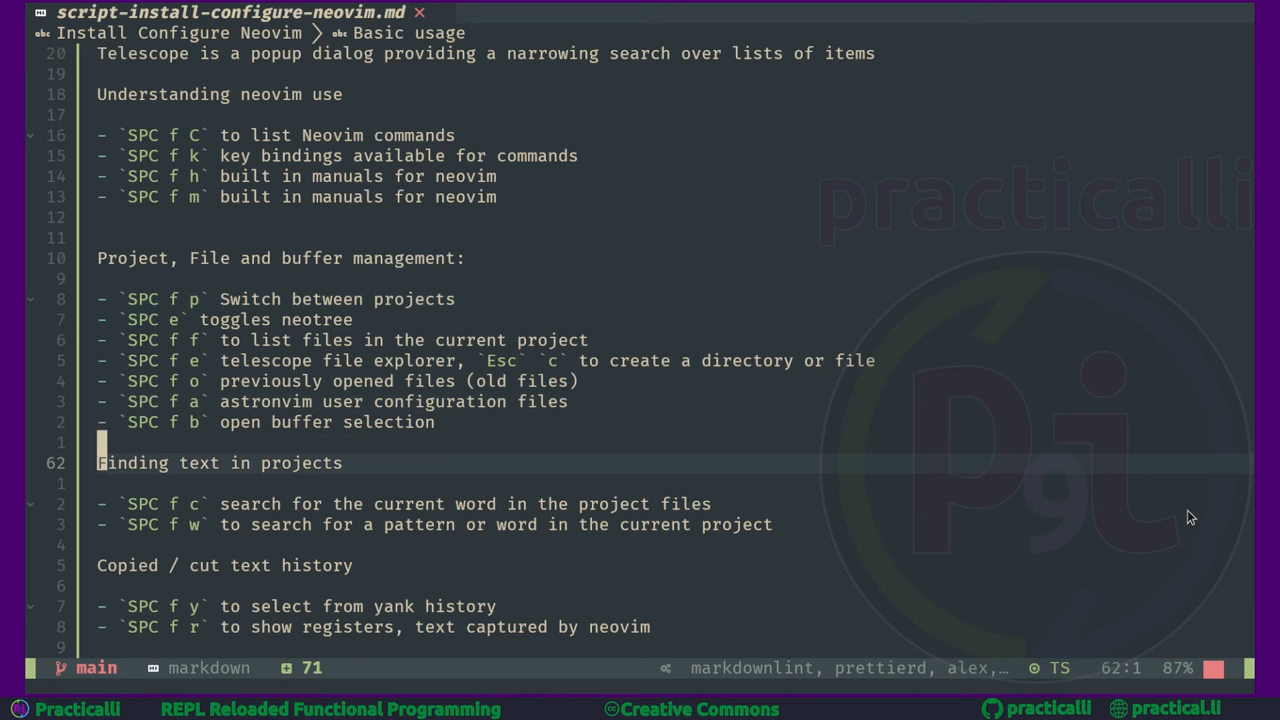 script-install-configure-neovim.md ×
abc Install Configure Neovim 〉 abc Basic usage
20 Telescope is a popup dialog providing a narrowing search over lists of items
19
18 Understanding neovim use
17
16 - `SPC f C` to list Neovim commands
15 - `SPC f k` key bindings available for commands
14 - `SPC f h` built in manuals for neovim
13 - `SPC f m` built in manuals for neovim
12
11
10 Project, File and buffer management:
9
8 - `SPC f p` Switch between projects
7 - `SPC e` toggles neotree
6 - `SPC f f` to list files in the current project
5 - `SPC f e` telescope file explorer, `Esc` `c` to create a directory or file
4 - `SPC f o` previously opened files (old files)
3 - `SPC f a` astronvim user configuration files
2 - `SPC f b` open buffer selection
1
62 Finding text in projects
1
2 - `SPC f c` search for the current word in the project files
3 - `SPC f w` to search for a pattern or word in the current project
4
5 Copied / cut text history
6
7 - `SPC f y` to select from yank history
8 - `SPC f r` to show registers, text captured by neovim
9
practicalli
main markdown 71 markdownlint, prettierd, alex,… TS 62:1 87%
Practicalli REPL Reloaded Functional Programming Creative Commons practicalli practical.li